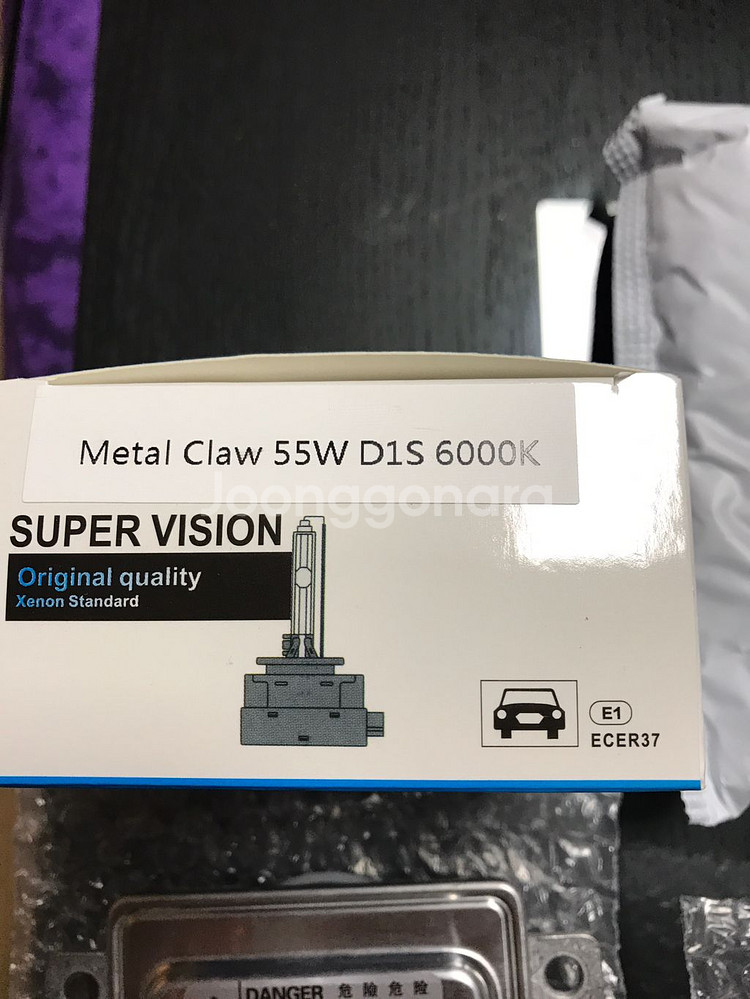 Metal Claw 55W D1S 6000K
Joonggonara
SUPER VISION
Original quality
Xenon Standard
E1
ECER37
DANGER 危險危險